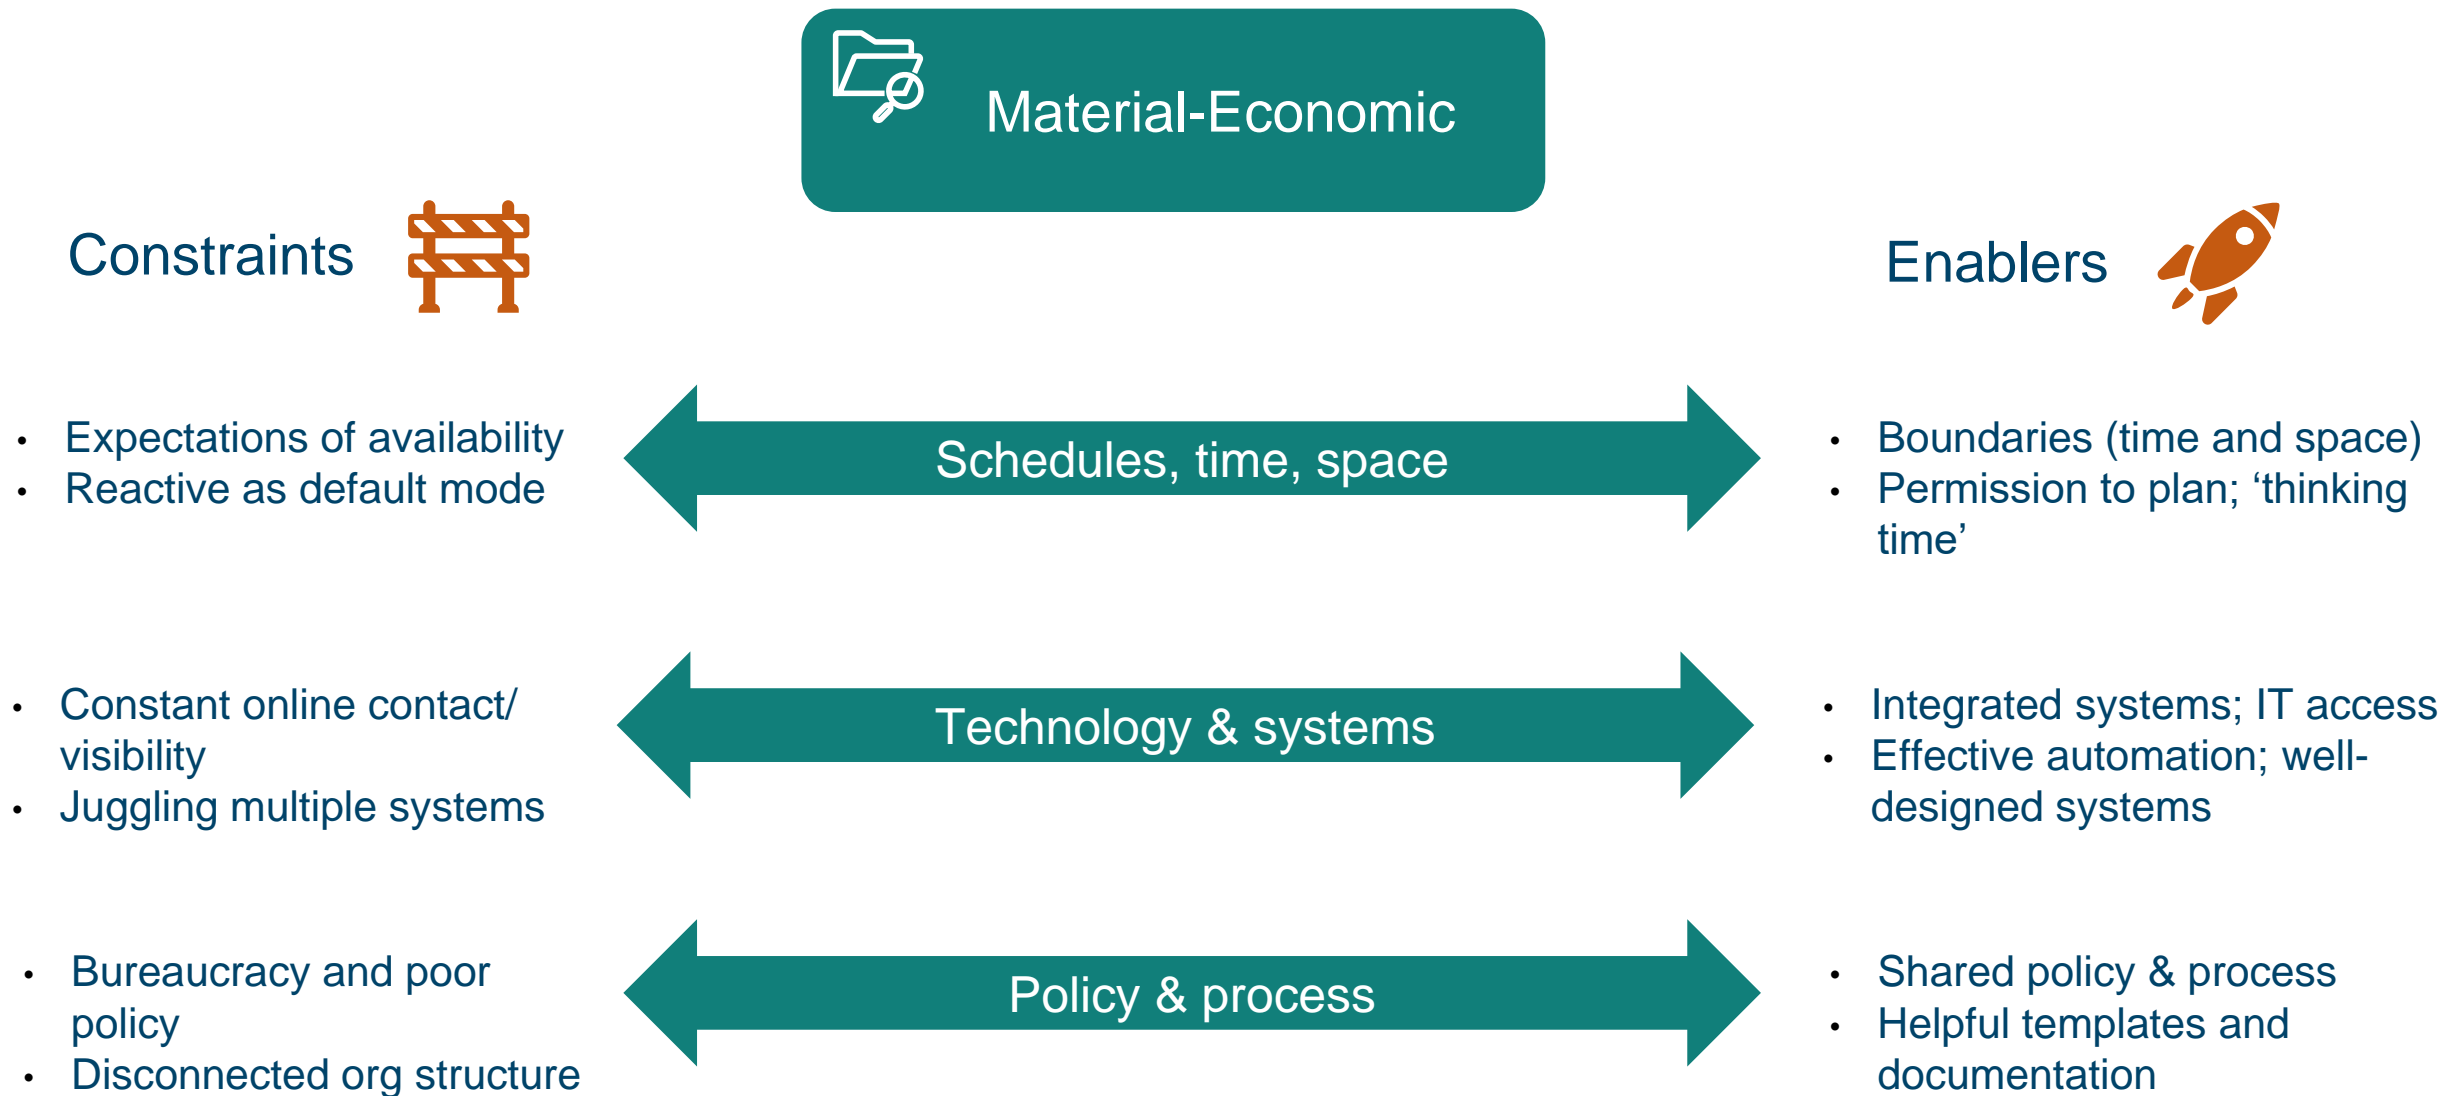 Material-Economic
Constraints
Enablers
• Expectations of availability
• Reactive as default mode
Schedules, time, space
• Boundaries (time and space)
• Permission to plan; ‘thinking
time’
• Constant online contact/
visibility
• Juggling multiple systems
Technology & systems
• Integrated systems; IT access
• Effective automation; well-
designed systems
• Bureaucracy and poor
policy
• Disconnected org structure
Policy & process
• Shared policy & process
• Helpful templates and
documentation